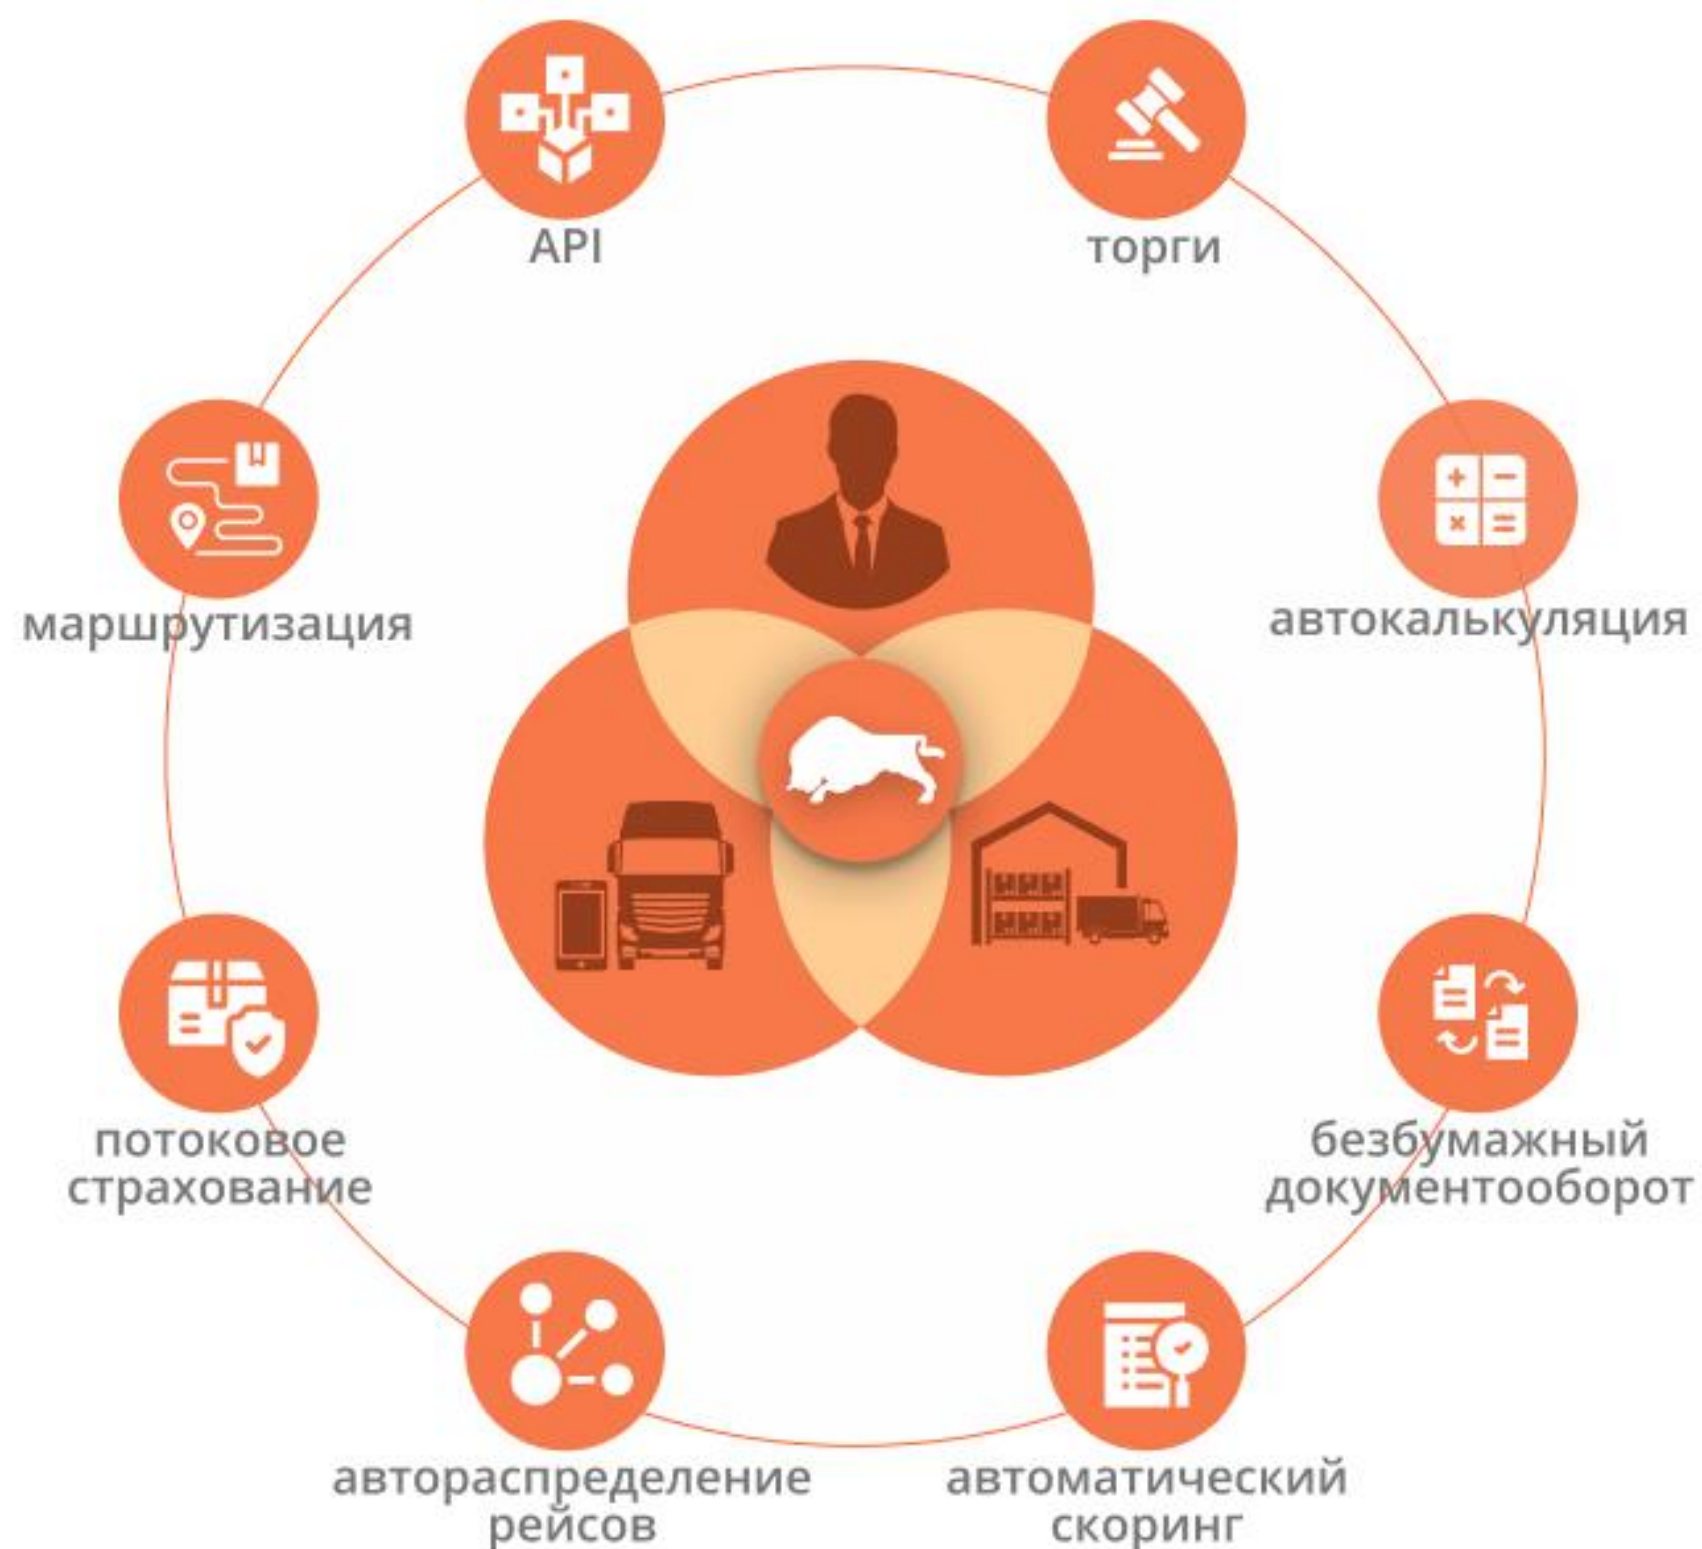 API
торги
маршрутизация
автокалькуляция
потоковое
страхование
безбумажный
документооборот
автораспределение
рейсов
автоматический
скоринг